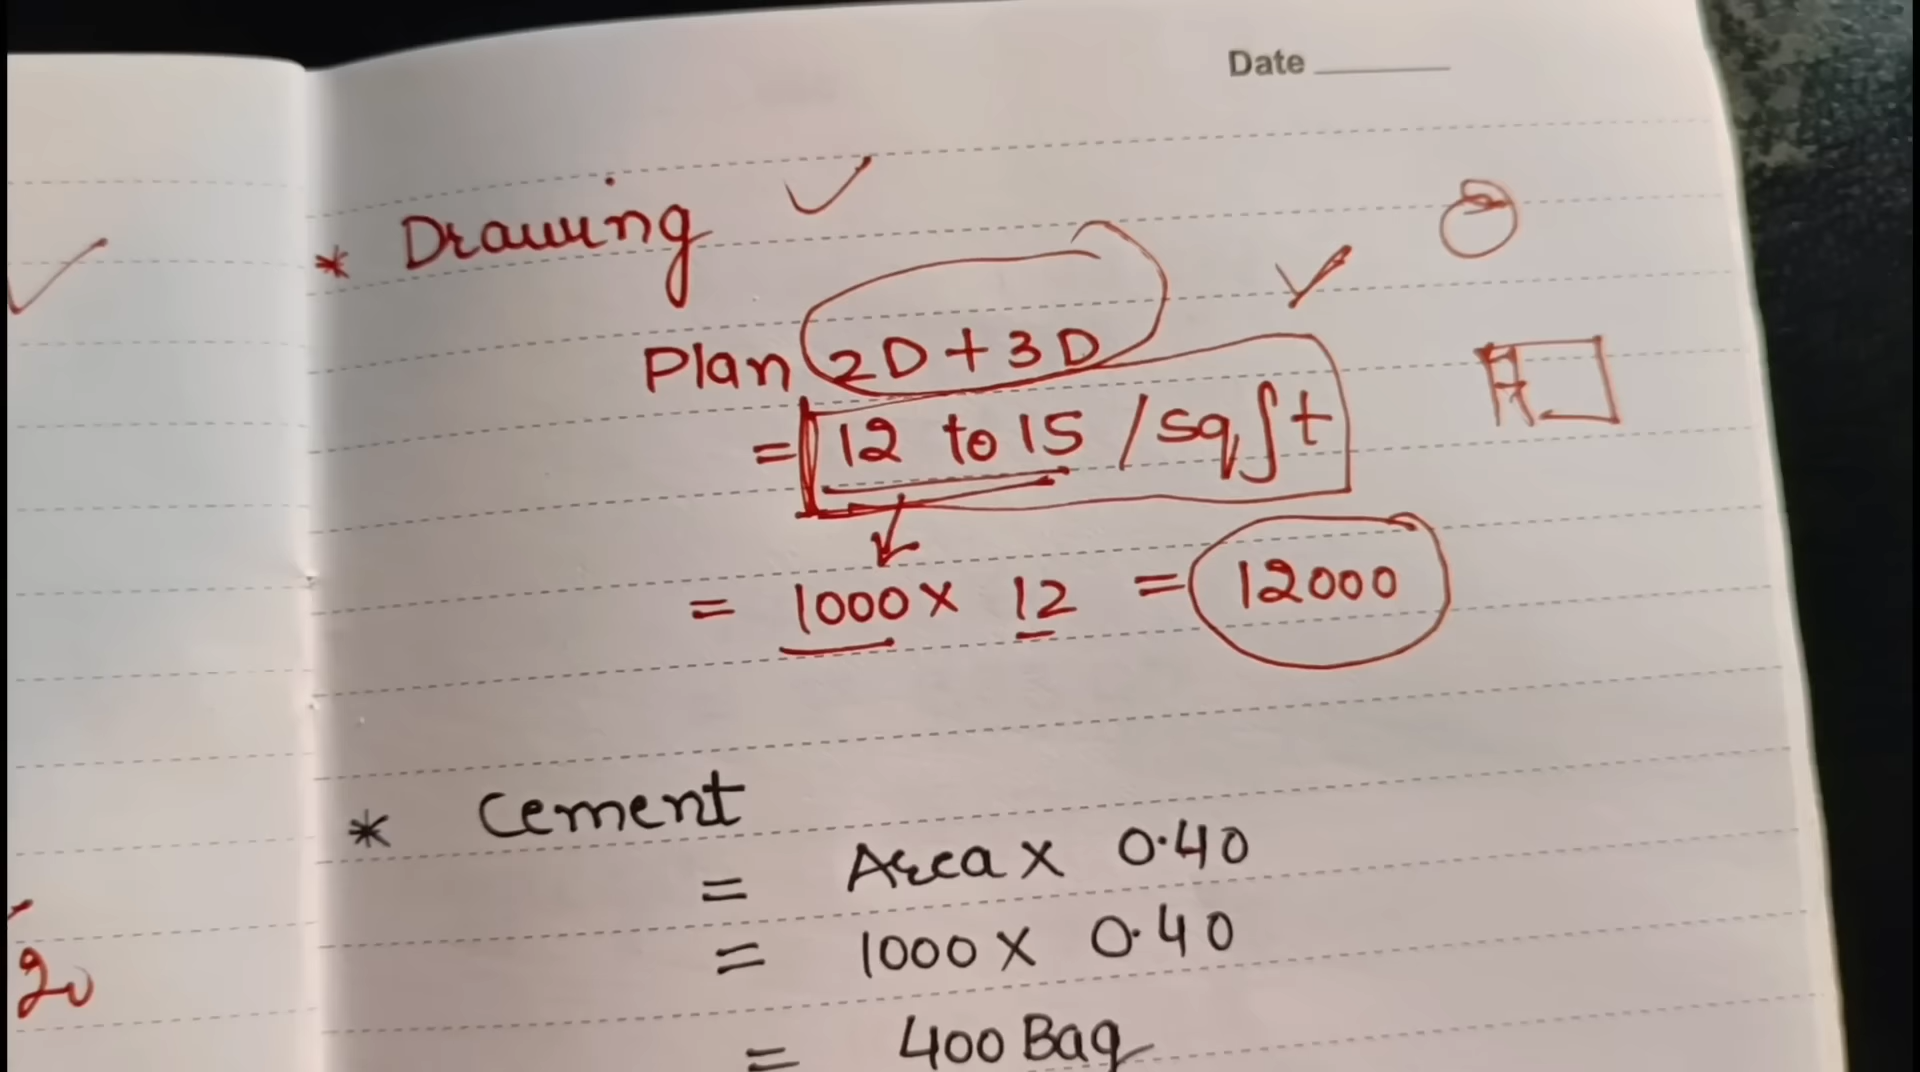 Date
* Drawing
Plan 2D + 3D
= 12 to 15 / sqft
= 1000 x 12 = 12000
* Cement
= Area x 0.40
= 1000 x 0.40
= 400 Bag